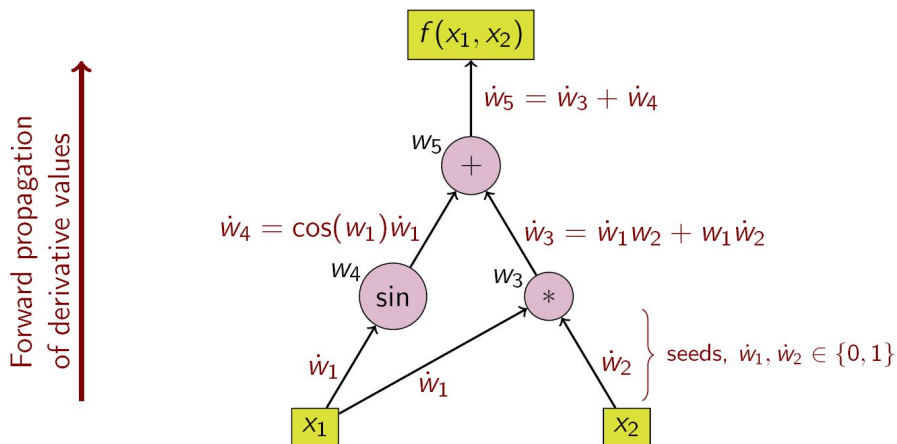 f(x₁, x₂)
ẇ₅ = ẇ₃ + ẇ₄
w₅
+
ẇ₄ = cos(w₁)ẇ₁
ẇ₃ = ẇ₁w₂ + w₁ẇ₂
w₄
sin
w₃
*
ẇ₁
ẇ₁
ẇ₂
seeds, ẇ₁, ẇ₂ ∈ {0, 1}
x₁
x₂
Forward propagation
of derivative values